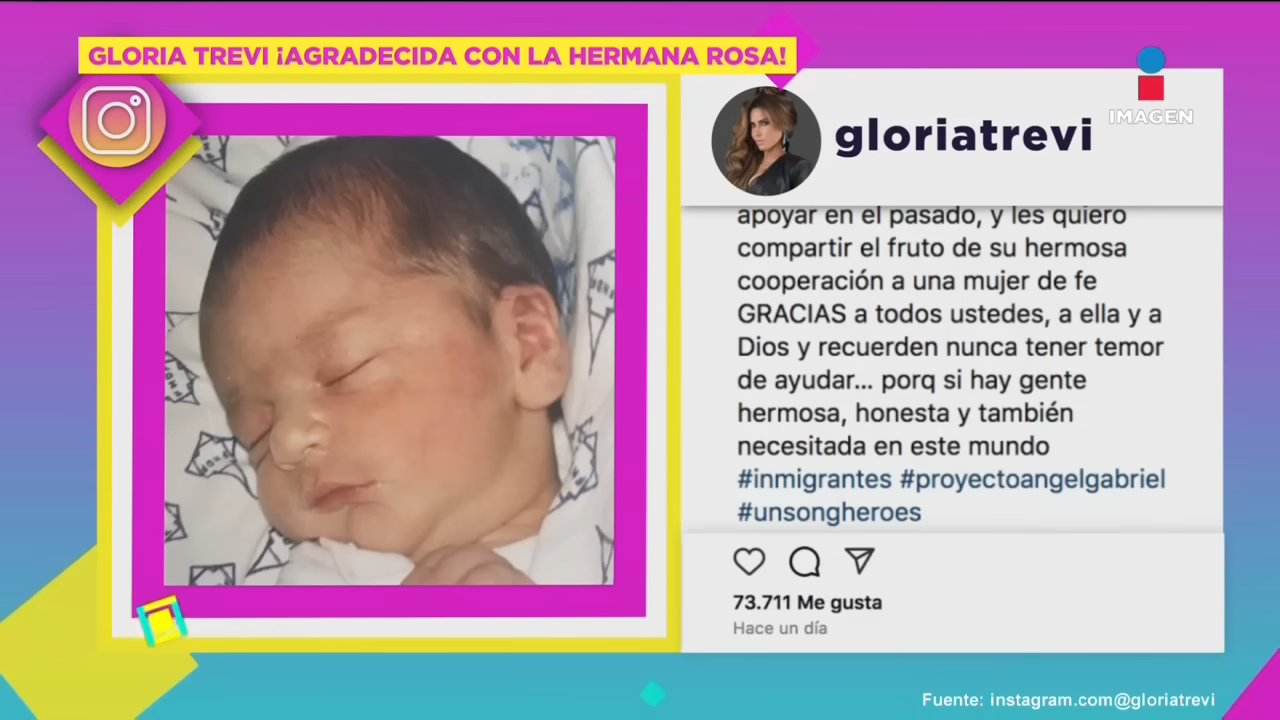 GLORIA TREVI ¡AGRADECIDA CON LA HERMANA ROSA!
IMAGEN
gloriatrevi
apoyar en el pasado, y les quiero
compartir el fruto de su hermosa
cooperación a una mujer de fe
GRACIAS a todos ustedes, a ella y a
Dios y recuerden nunca tener temor
de ayudar... porq si hay gente
hermosa, honesta y también
necesitada en este mundo
#inmigrantes #proyectoangelgabriel
#unsongheroes
73.711 Me gusta
Hace un día
Fuente: instagram.com@gloriatrevi